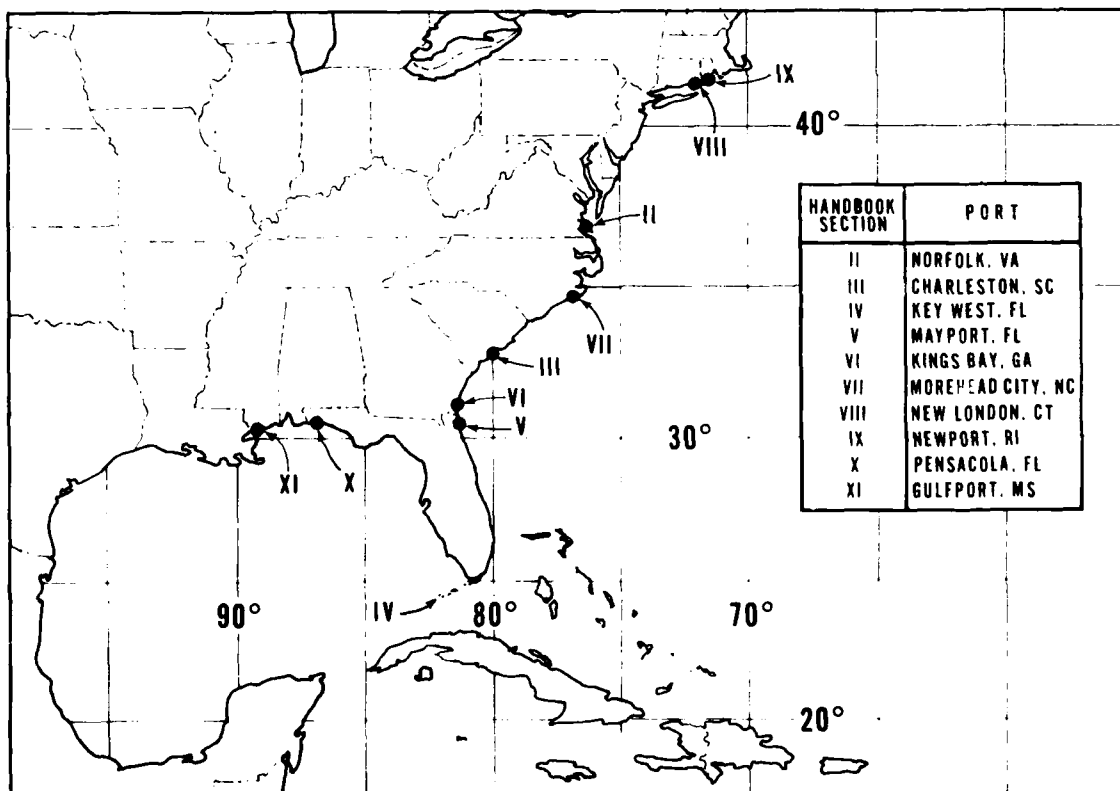 IX
VIII
40°
II
VII
III
VI
V
30°
XI
X
IV
90°
80°
70°
20°
HANDBOOK SECTION PORT
II NORFOLK, VA
III CHARLESTON, SC
IV KEY WEST, FL
V MAYPORT, FL
VI KINGS BAY, GA
VII MOREHEAD CITY, NC
VIII NEW LONDON, CT
IX NEWPORT, RI
X PENSACOLA, FL
XI GULFPORT, MS